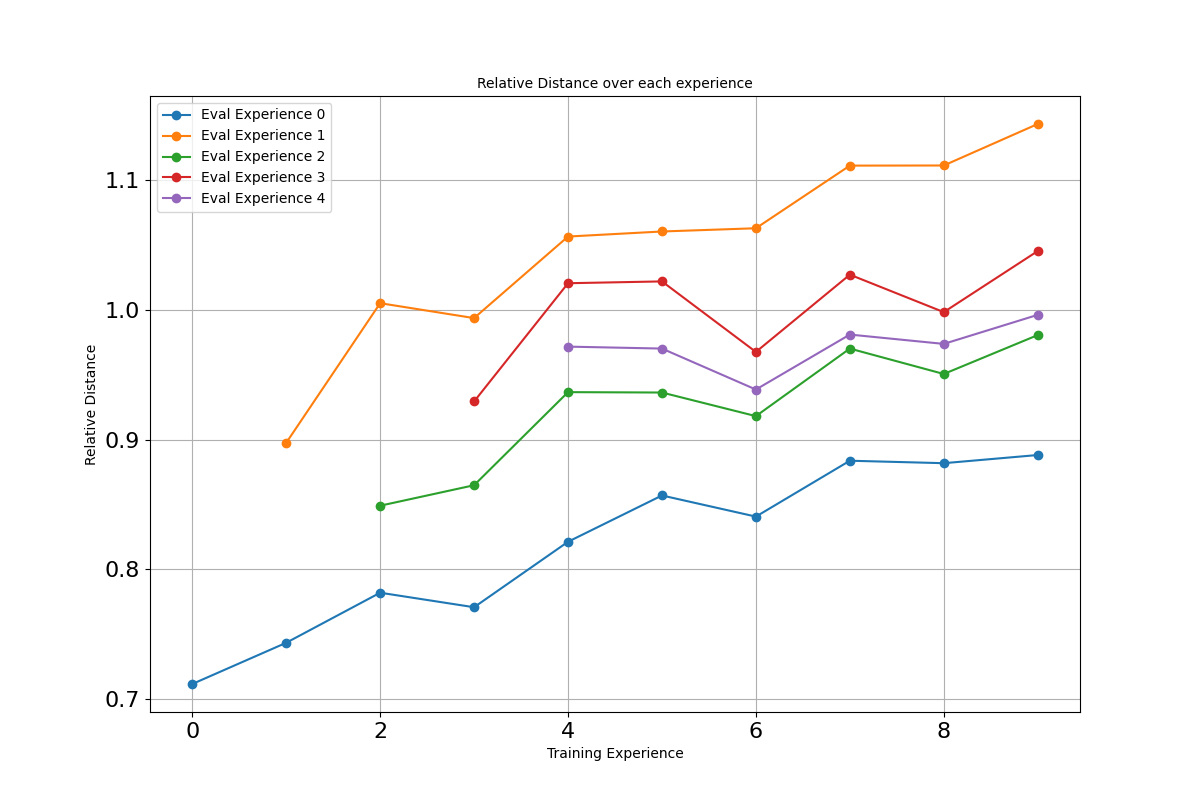 Relative Distance over each experience
Eval Experience 0
Eval Experience 1
Eval Experience 2
Eval Experience 3
Eval Experience 4
1.1
1.0
0.9
0.8
0.7
Relative Distance
0 2 4 6 8
Training Experience